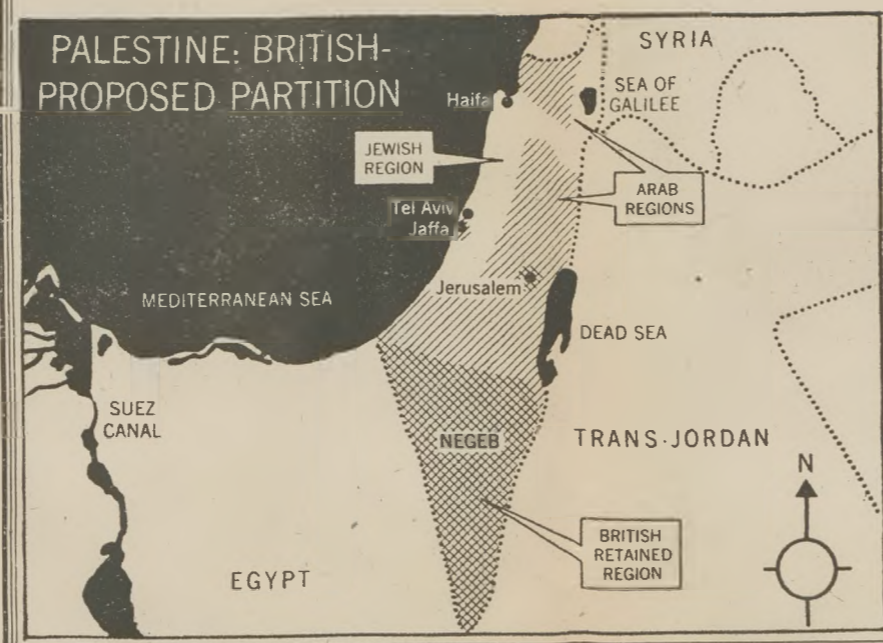 PALESTINE: BRITISH-
PROPOSED PARTITION
SYRIA
SEA OF
GALILEE
Haifa
JEWISH
REGION
ARAB
REGIONS
Tel Aviv
Jaffa
Jerusalem
MEDITERRANEAN SEA
DEAD SEA
SUEZ
CANAL
NEGEB
TRANS-JORDAN
N
BRITISH
RETAINED
REGION
EGYPT